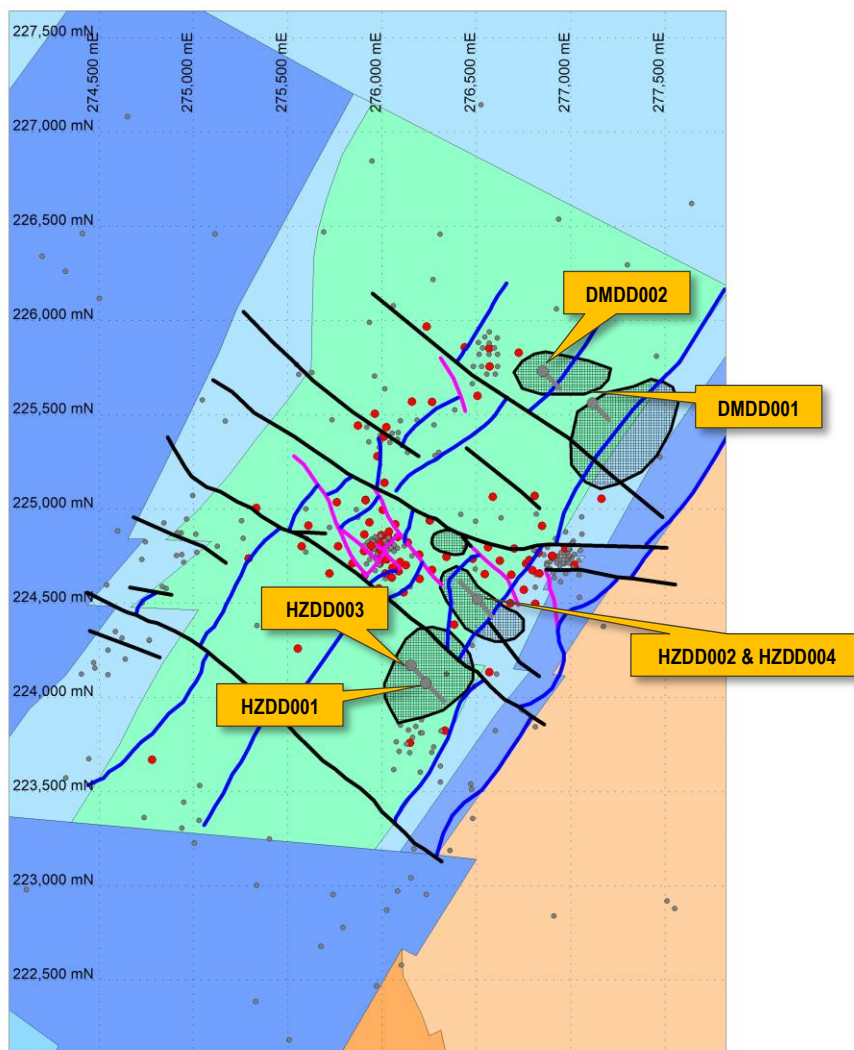 227,500 mN
274,500 mE
275,000 mE
275,500 mE
276,000 mE
276,500 mE
277,000 mE
277,500 mE
227,000 mN
226,500 mN
226,000 mN
DMDD002
225,500 mN
DMDD001
225,000 mN
224,500 mN
HZDD003
HZDD002 & HZDD004
224,000 mN
HZDD001
223,500 mN
223,000 mN
222,500 mN